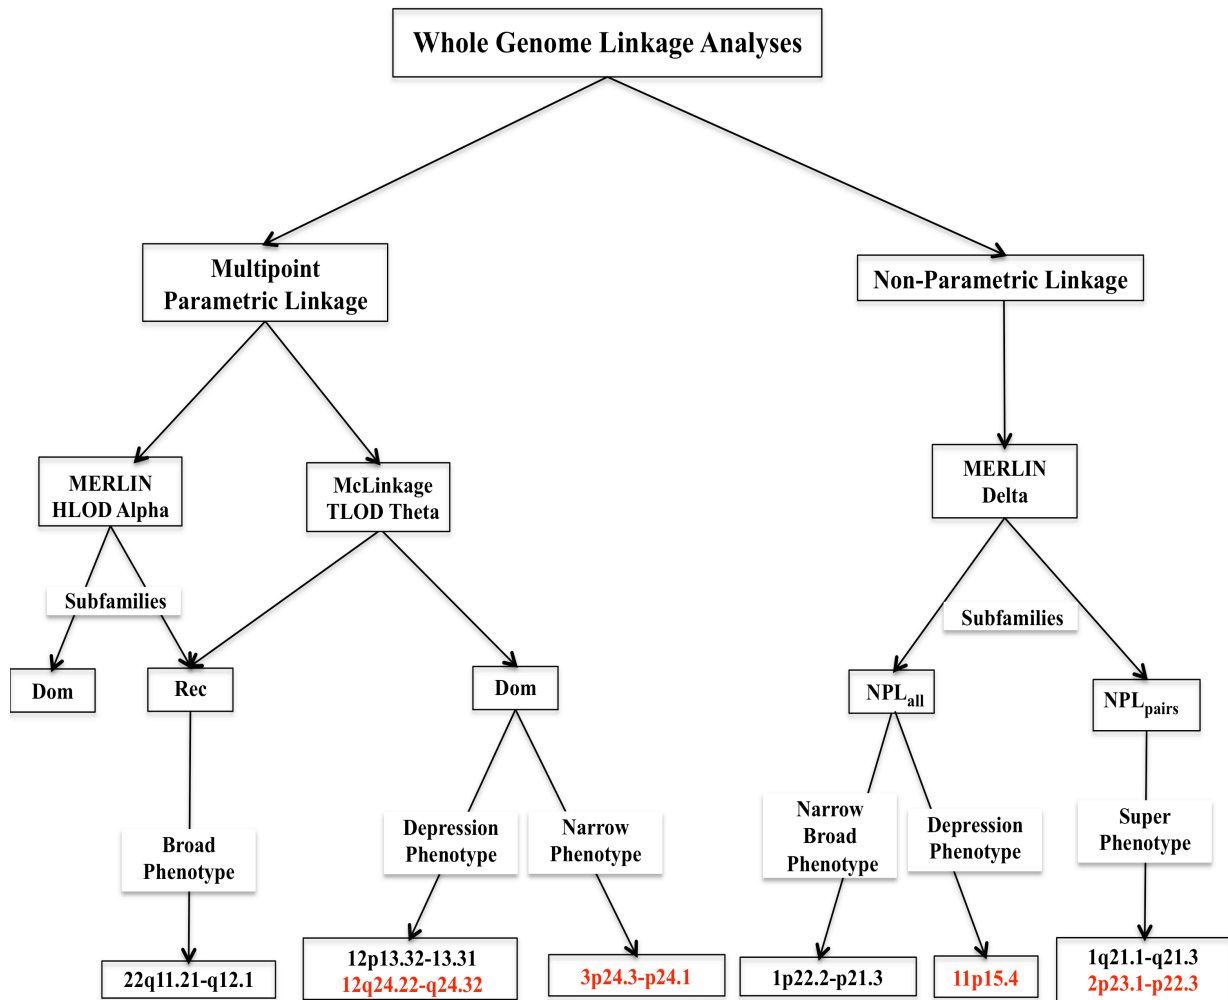 Whole Genome Linkage Analyses
Multipoint
Parametric Linkage
Non-Parametric Linkage
MERLIN
HLOD Alpha
McLinkage
TLOD Theta
MERLIN
Delta
Subfamilies
Subfamilies
Dom
Rec
Dom
NPLall
NPLpairs
Broad
Phenotype
Depression
Phenotype
Narrow
Phenotype
Narrow
Broad
Phenotype
Depression
Phenotype
Super
Phenotype
22q11.21-q12.1
12p13.32-13.31
12q24.22-q24.32
3p24.3-p24.1
1p22.2-p21.3
11p15.4
1q21.1-q21.3
2p23.1-p22.3